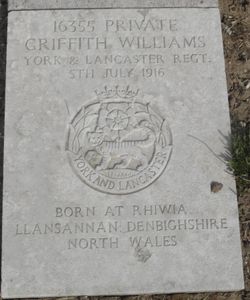 16355 PRIVATE
GRIFFITH WILLIAMS
YORK & LANCASTER REGT.
5TH JULY 1916
YORK AND LANCASTER
BORN AT RHIWIA
LLANSANNAN. DENBIGHSHIRE
NORTH WALES